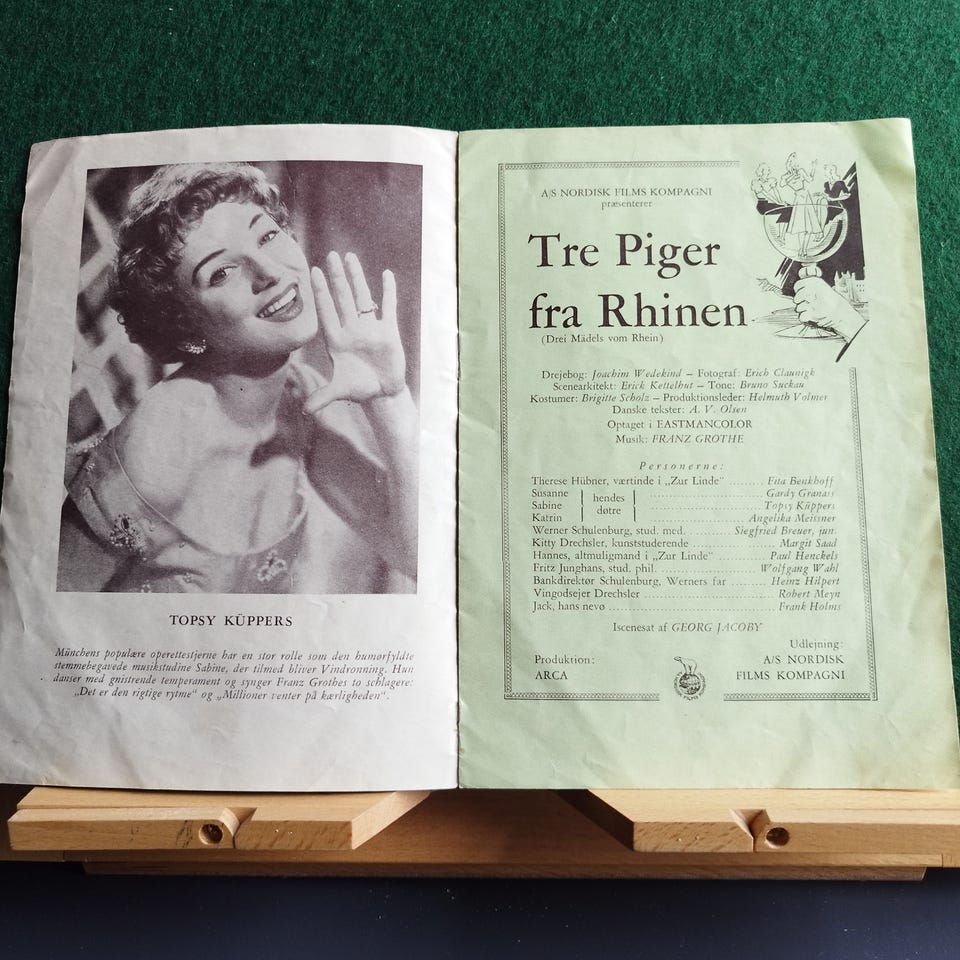 TOPSY KÜPPERS
Münchens populære operettestjerne har en stor rolle som den humørfyldte
stemmebegavede musikstudine Sabine, der tilmed bliver Vindronning. Hun
danser med gnistrende temperament og synger Franz Grothes to schlagere:
„Det er den rigtige rytme“ og „Millioner venter på kærligheden“.
A/S NORDISK FILMS KOMPAGNI
præsenterer
Tre Piger
fra Rhinen
(Drei Mädels vom Rhein)
Drejebog: Joachim Wedekind – Fotograf: Erich Claunigk
Scenearkitekt: Erick Kettelhut – Tone: Bruno Suckau
Kostumer: Brigitte Scholz – Produktionsleder: Helmuth Volmer
Danske tekster: A. V. Olsen
Optaget i EASTMANCOLOR
Musik: FRANZ GROTHE
Personerne:
Therese Hübner, værtinde i „Zur Linde“ ........ Fita Benkhoff
Susanne | hendes døtre | ........ Gardy Granass
Sabine | ........ Topsy Küppers
Katrin | ........ Angelika Meissner
Werner Schulenburg, stud. med. ........ Siegfried Breuer, jun.
Kitty Drechsler, kunststuderende ........ Margit Saad
Hannes, altmuligmand i „Zur Linde“ ........ Paul Henckels
Fritz Junghans, stud. phil. ........ Wolfgang Wahl
Bankdirektør Schulenburg, Werners far ........ Heinz Hilpert
Vingodsejer Drechsler ........ Robert Meyn
Jack, hans nevø ........ Frank Holms
Iscenesat af GEORG JACOBY
Produktion:
ARCA
Udlejning:
A/S NORDISK
FILMS KOMPAGNI